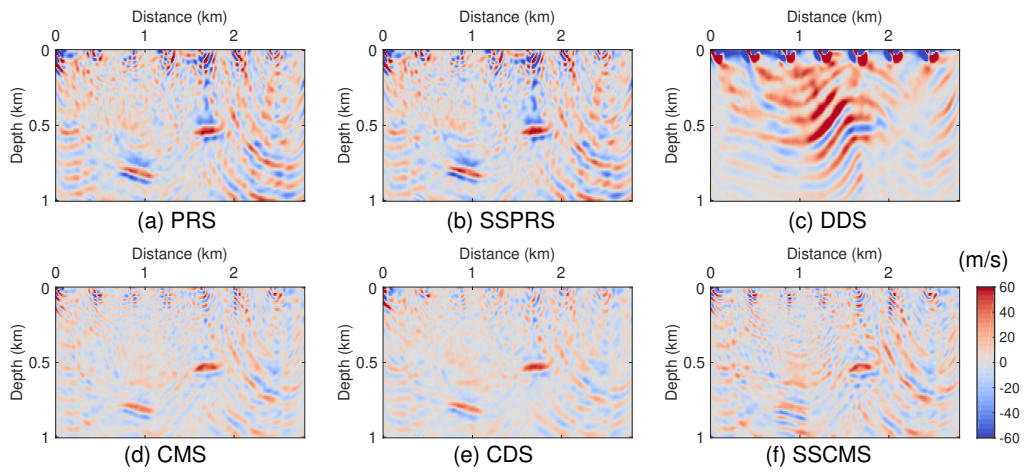 Distance (km) Distance (km) Distance (km)
0 1 2 0 1 2 0 1 2
0 0 0
Depth (km) Depth (km) Depth (km)
0.5 0.5 0.5
1 1 1
(a) PRS (b) SSPRS (c) DDS
Distance (km) Distance (km) Distance (km)
0 1 2 0 1 2 0 1 2 (m/s)
0 0 0 60
40
Depth (km) Depth (km) Depth (km) 20
0.5 0.5 0.5 0
-20
-40
1 1 1 -60
(d) CMS (e) CDS (f) SSCMS